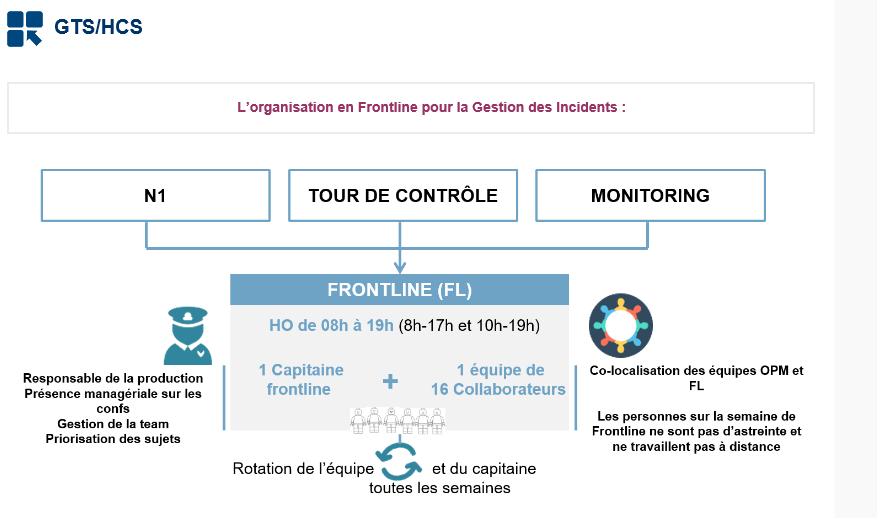 GTS/HCS
L'organisation en Frontline pour la Gestion des Incidents :
N1
TOUR DE CONTRÔLE
MONITORING
FRONTLINE (FL)
HO de 08h à 19h (8h-17h et 10h-19h)
1 Capitaine
frontline
+
1 équipe de
16 Collaborateurs
Responsable de la production
Présence managériale sur les
confs
Gestion de la team
Priorisation des sujets
Co-localisation des équipes OPM et
FL
Les personnes sur la semaine de
Frontline ne sont pas d'astreinte et
ne travaillent pas à distance
Rotation de l'équipe et du capitaine
toutes les semaines